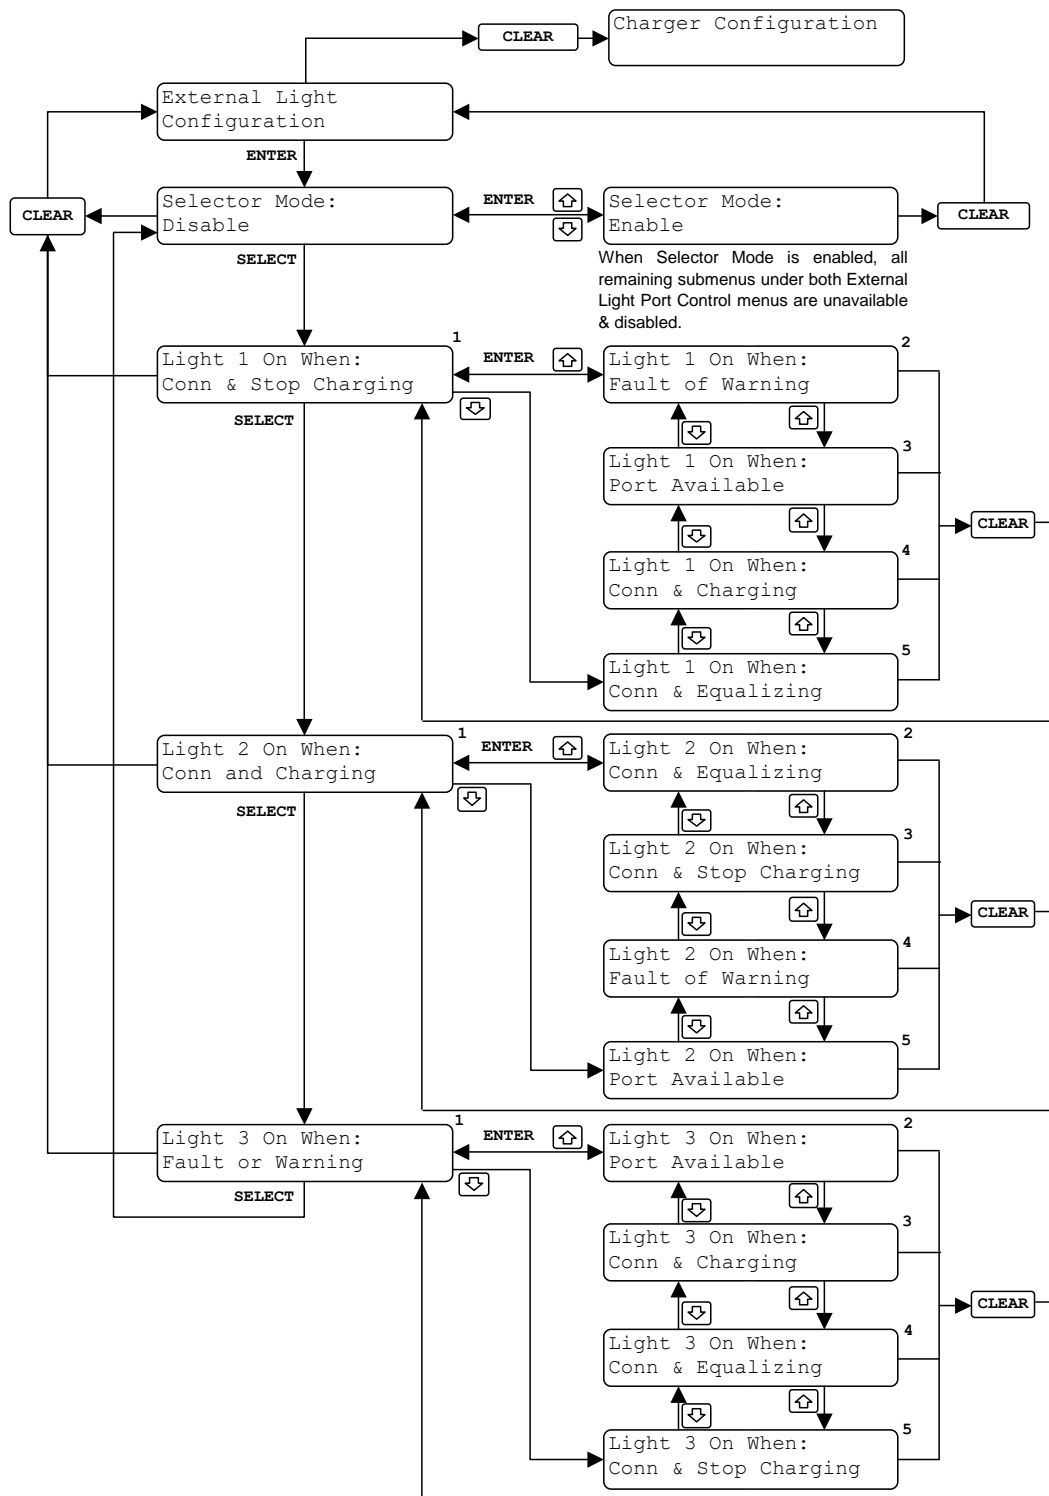 CLEAR
Charger Configuration
External Light
Configuration
ENTER
CLEAR
Selector Mode:
Disable
ENTER
Selector Mode:
Enable
CLEAR
SELECT
When Selector Mode is enabled, all
remaining submenus under both External
Light Port Control menus are unavailable
& disabled.
Light 1 On When:
Conn & Stop Charging
1
ENTER
Light 1 On When:
Fault of Warning
2
SELECT
Light 1 On When:
Port Available
3
CLEAR
Light 1 On When:
Conn & Charging
4
Light 1 On When:
Conn & Equalizing
5
Light 2 On When:
Conn and Charging
1
ENTER
Light 2 On When:
Conn & Equalizing
2
SELECT
Light 2 On When:
Conn & Stop Charging
3
CLEAR
Light 2 On When:
Fault of Warning
4
Light 2 On When:
Port Available
5
Light 3 On When:
Fault or Warning
1
ENTER
Light 3 On When:
Port Available
2
SELECT
Light 3 On When:
Conn & Charging
3
CLEAR
Light 3 On When:
Conn & Equalizing
4
Light 3 On When:
Conn & Stop Charging
5